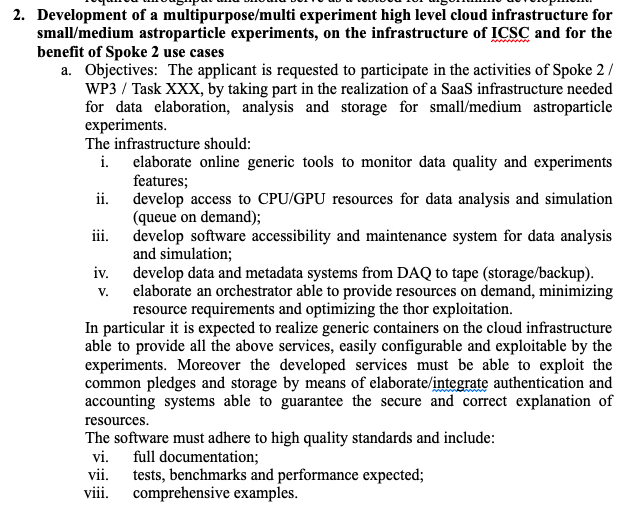 2. Development of a multipurpose/multi experiment high level cloud infrastructure for
small/medium astroparticle experiments, on the infrastructure of ICSC and for the
benefit of Spoke 2 use cases
a. Objectives: The applicant is requested to participate in the activities of Spoke 2 /
WP3 / Task XXX, by taking part in the realization of a SaaS infrastructure needed
for data elaboration, analysis and storage for small/medium astroparticle
experiments.
The infrastructure should:
i. elaborate online generic tools to monitor data quality and experiments
features;
ii. develop access to CPU/GPU resources for data analysis and simulation
(queue on demand);
iii. develop software accessibility and maintenance system for data analysis
and simulation;
iv. develop data and metadata systems from DAQ to tape (storage/backup).
v. elaborate an orchestrator able to provide resources on demand, minimizing
resource requirements and optimizing the thor exploitation.
In particular it is expected to realize generic containers on the cloud infrastructure
able to provide all the above services, easily configurable and exploitable by the
experiments. Moreover the developed services must be able to exploit the
common pledges and storage by means of elaborate/integrate authentication and
accounting systems able to guarantee the secure and correct explanation of
resources.
The software must adhere to high quality standards and include:
vi. full documentation;
vii. tests, benchmarks and performance expected;
viii. comprehensive examples.